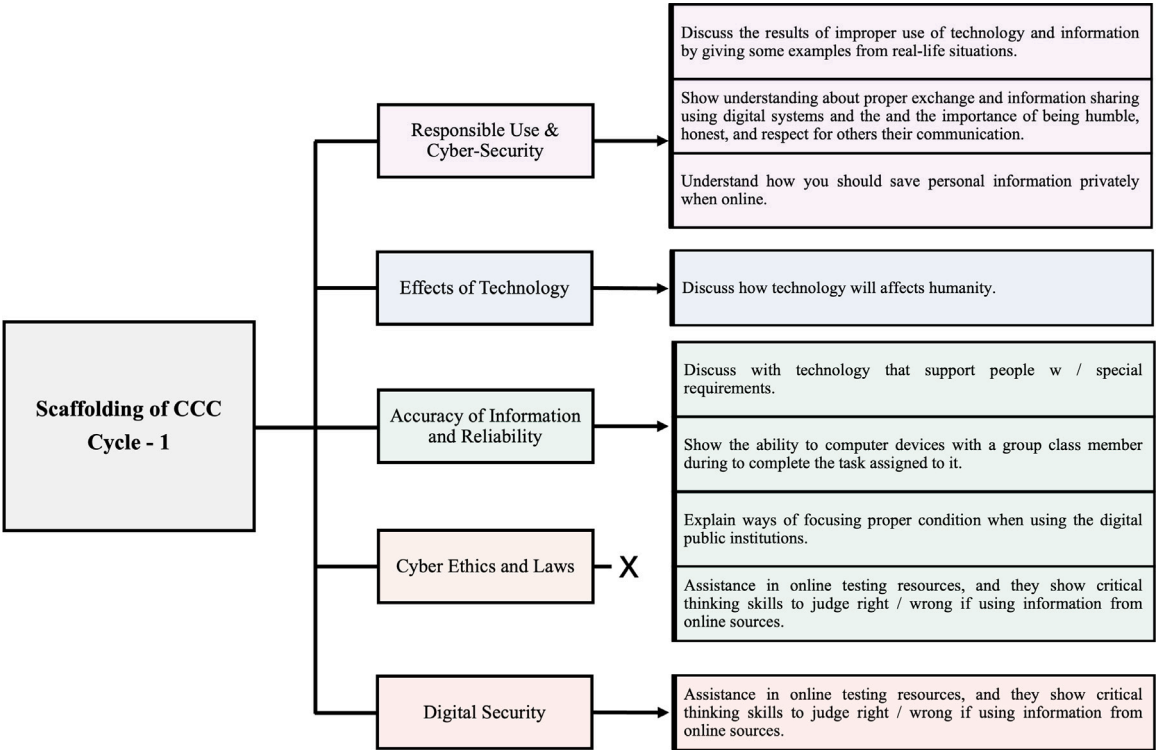 Scaffolding of CCC
Cycle - 1
Responsible Use &
Cyber-Security
Discuss the results of improper use of technology and information
by giving some examples from real-life situations.
Show understanding about proper exchange and information sharing
using digital systems and the and the importance of being humble,
honest, and respect for others their communication.
Understand how you should save personal information privately
when online.
Effects of Technology
Discuss how technology will affects humanity.
Accuracy of Information
and Reliability
Discuss with technology that support people w / special
requirements.
Show the ability to computer devices with a group class member
during to complete the task assigned to it.
Explain ways of focusing proper condition when using the digital
public institutions.
Assistance in online testing resources, and they show critical
thinking skills to judge right / wrong if using information from
online sources.
Cyber Ethics and Laws
X
Digital Security
Assistance in online testing resources, and they show critical
thinking skills to judge right / wrong if using information from
online sources.